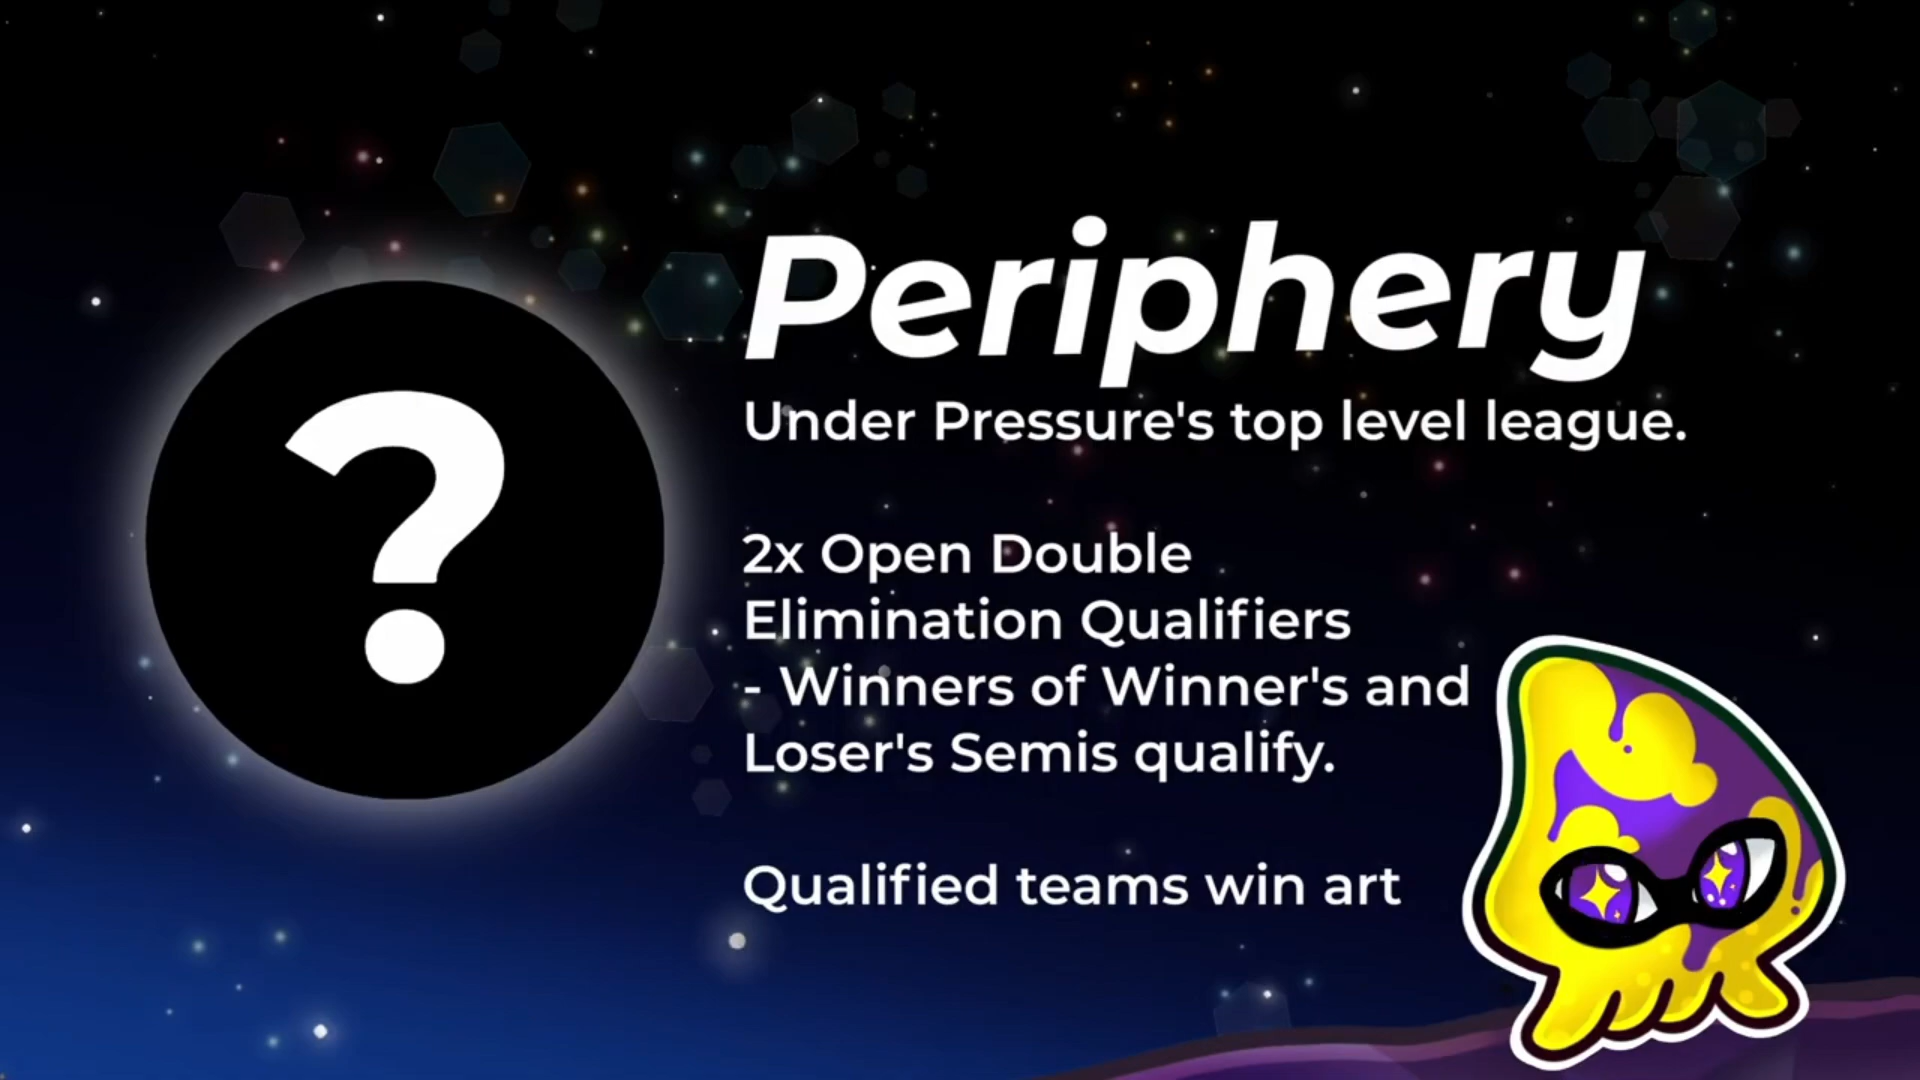 ?
Periphery
Under Pressure's top level league.
2x Open Double
Elimination Qualifiers
- Winners of Winner's and
Loser's Semis qualify.
Qualified teams win art